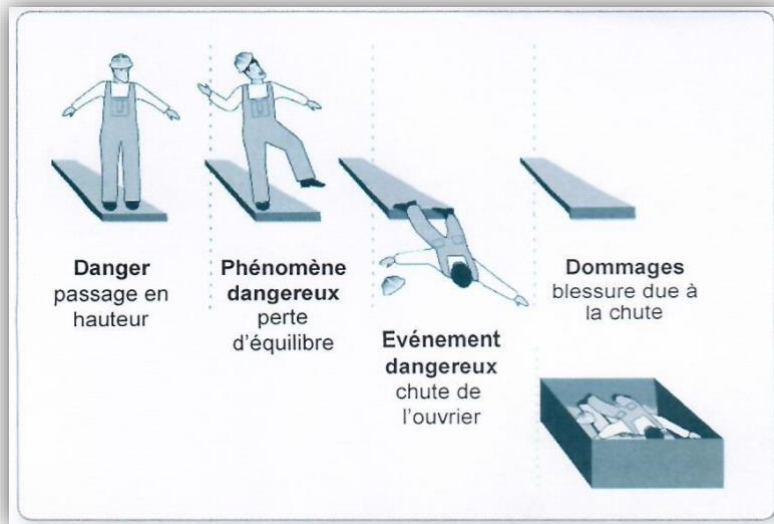 Danger
passage en
hauteur
Phénomène
dangereux
perte
d'équilibre
Evénement
dangereux
chute de
l'ouvrier
Dommages
blessure due à
la chute